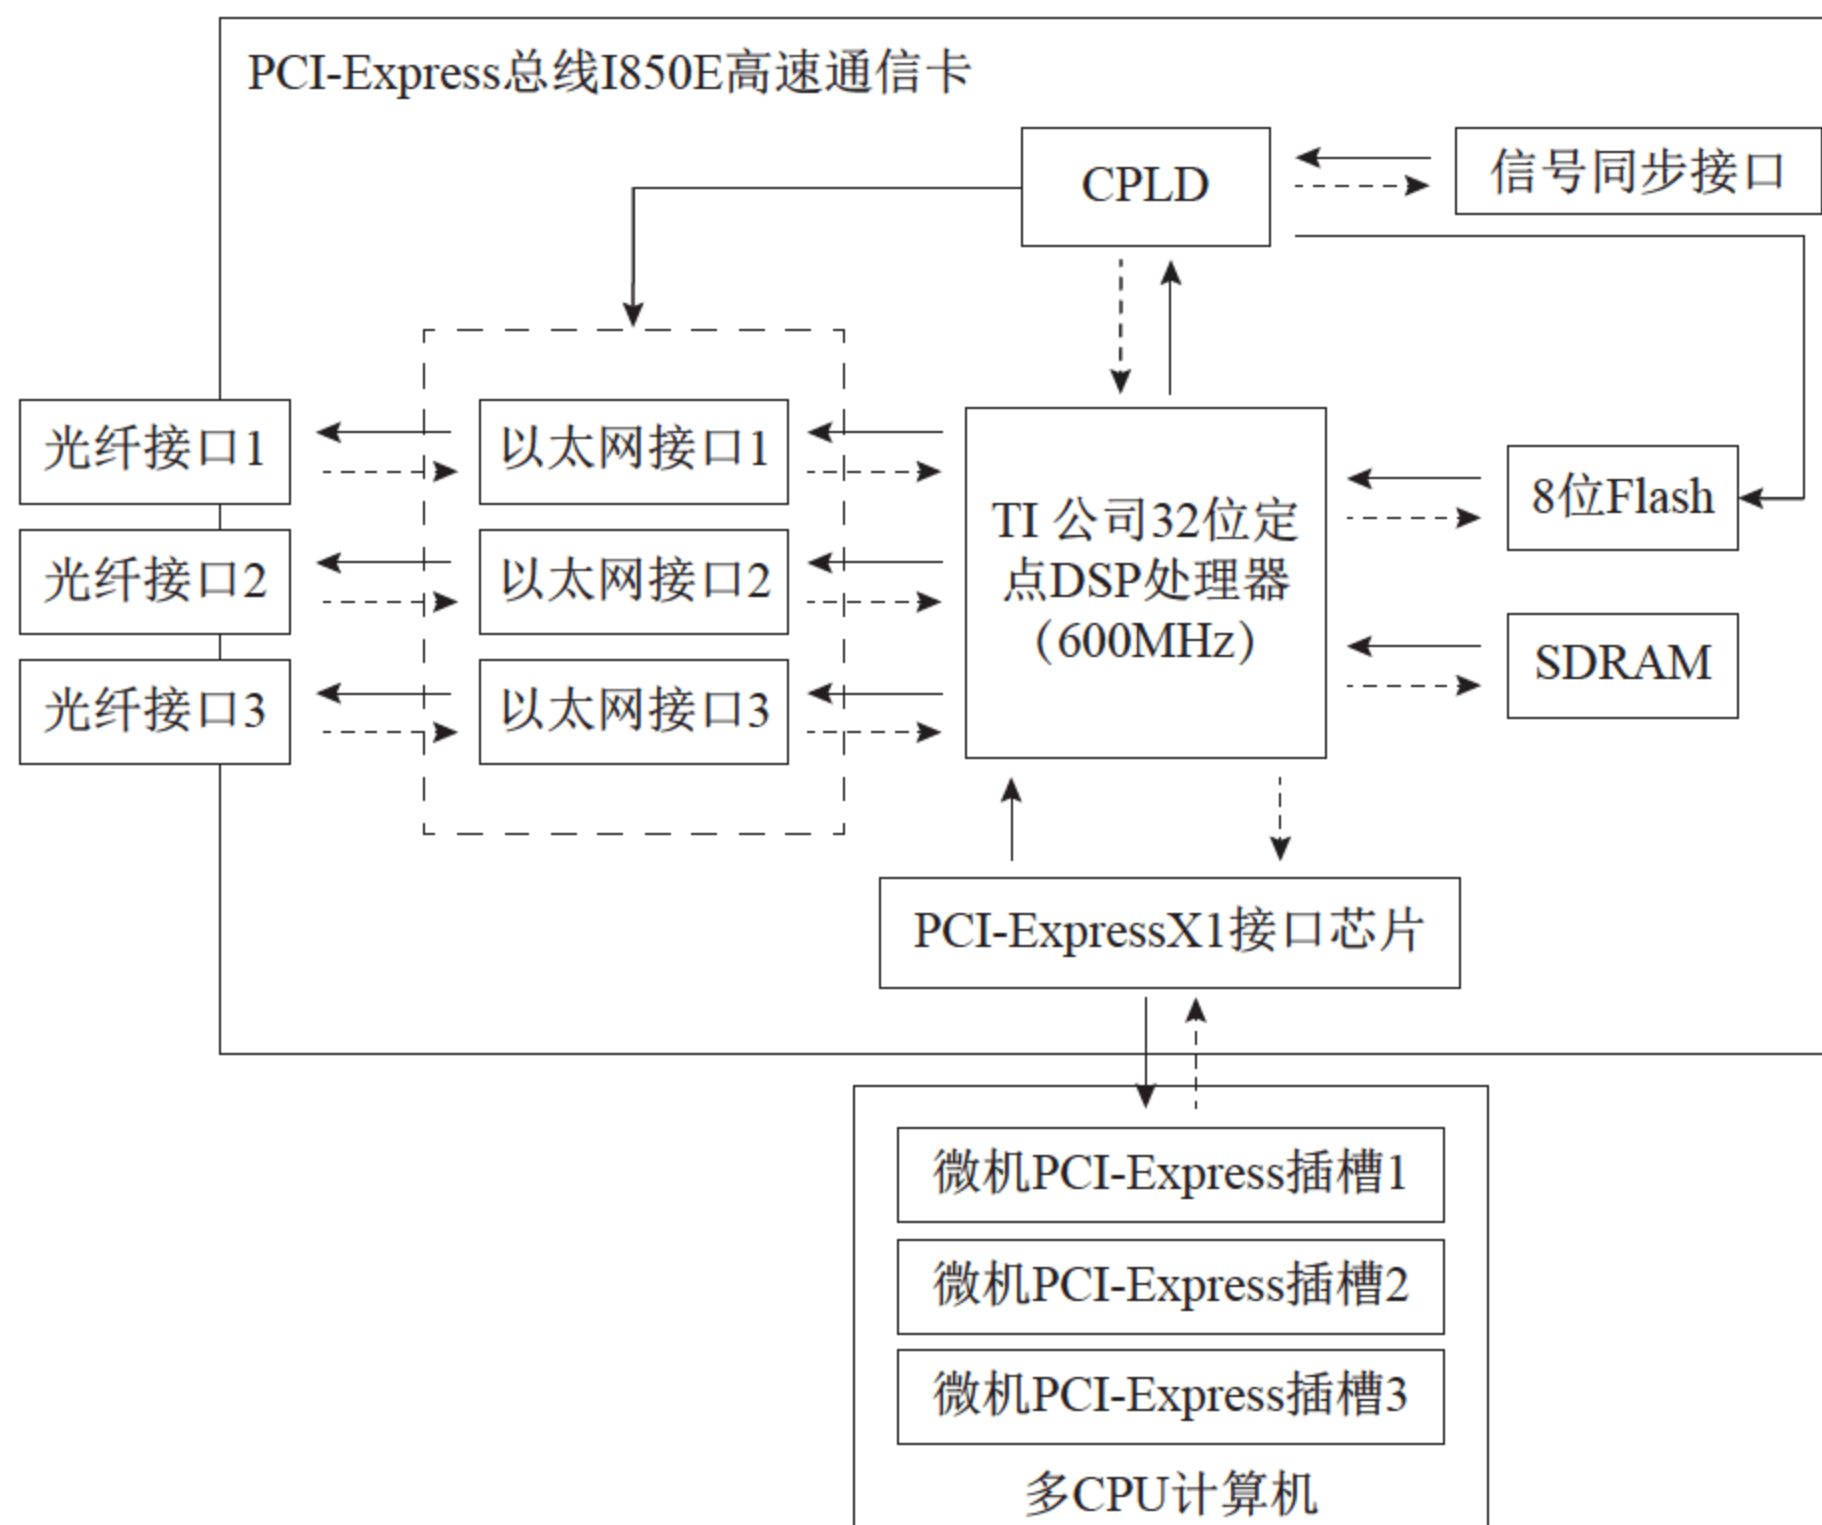 PCI-Express总线I850E高速通信卡
CPLD
信号同步接口
光纤接口1
以太网接口1
光纤接口2
以太网接口2
光纤接口3
以太网接口3
TI 公司32位定
点DSP处理器
（600MHz）
8位Flash
SDRAM
PCI-ExpressX1接口芯片
微机PCI-Express插槽1
微机PCI-Express插槽2
微机PCI-Express插槽3
多CPU计算机